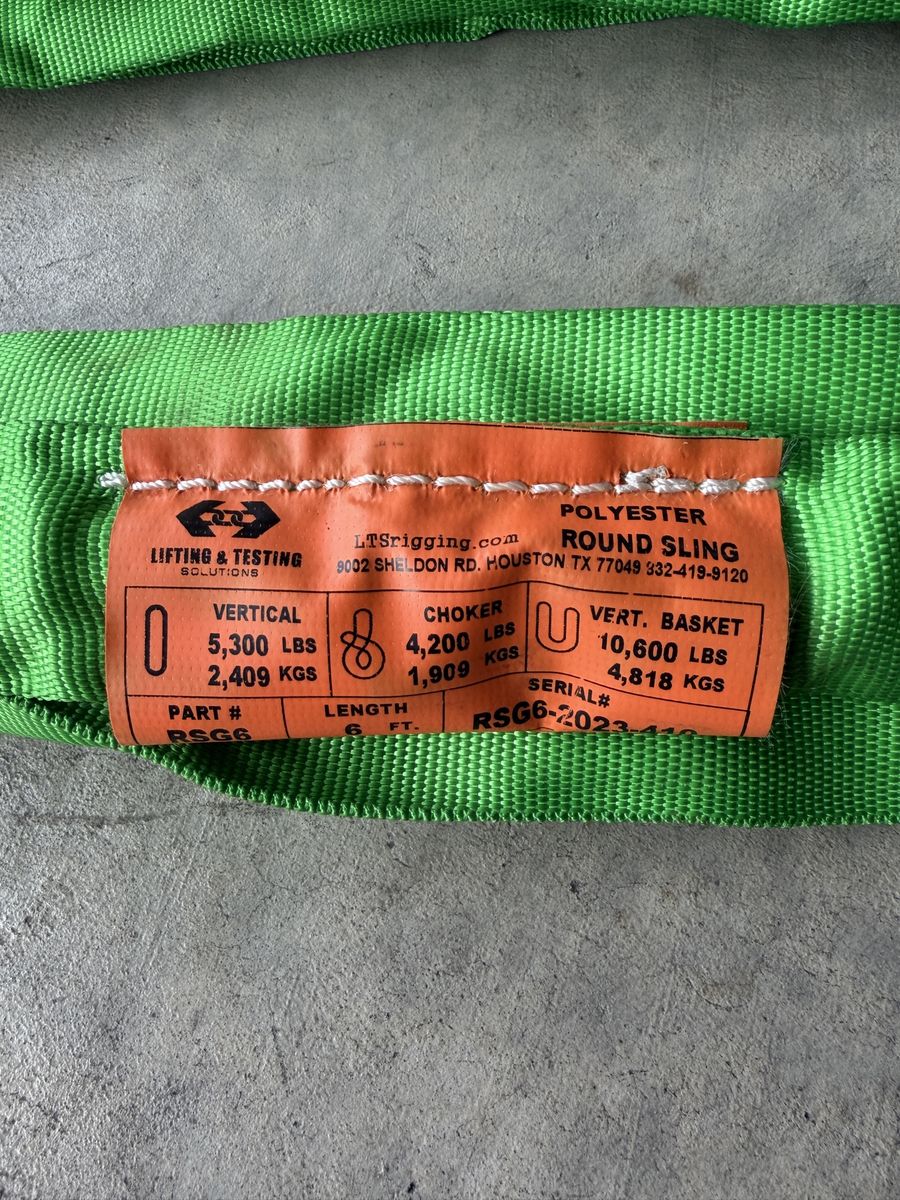 LIFTING & TESTING
SOLUTIONS
LTSrigging.com
POLYESTER
ROUND SLING
9002 SHELDON RD. HOUSTON TX 77049 832-419-9120
VERTICAL
5,300 LBS
2,409 KGS
CHOKER
4,200 LBS
1,909 KGS
VERT. BASKET
10,600 LBS
4,818 KGS
PART #
RSG6
LENGTH
6 FT.
SERIAL#